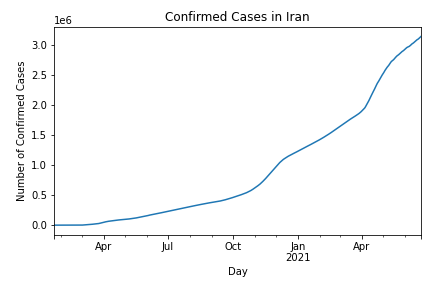 Confirmed Cases in Iran
1e6
3.0
2.5
2.0
1.5
1.0
0.5
0.0
Number of Confirmed Cases
Apr Jul Oct Jan Apr
2021
Day